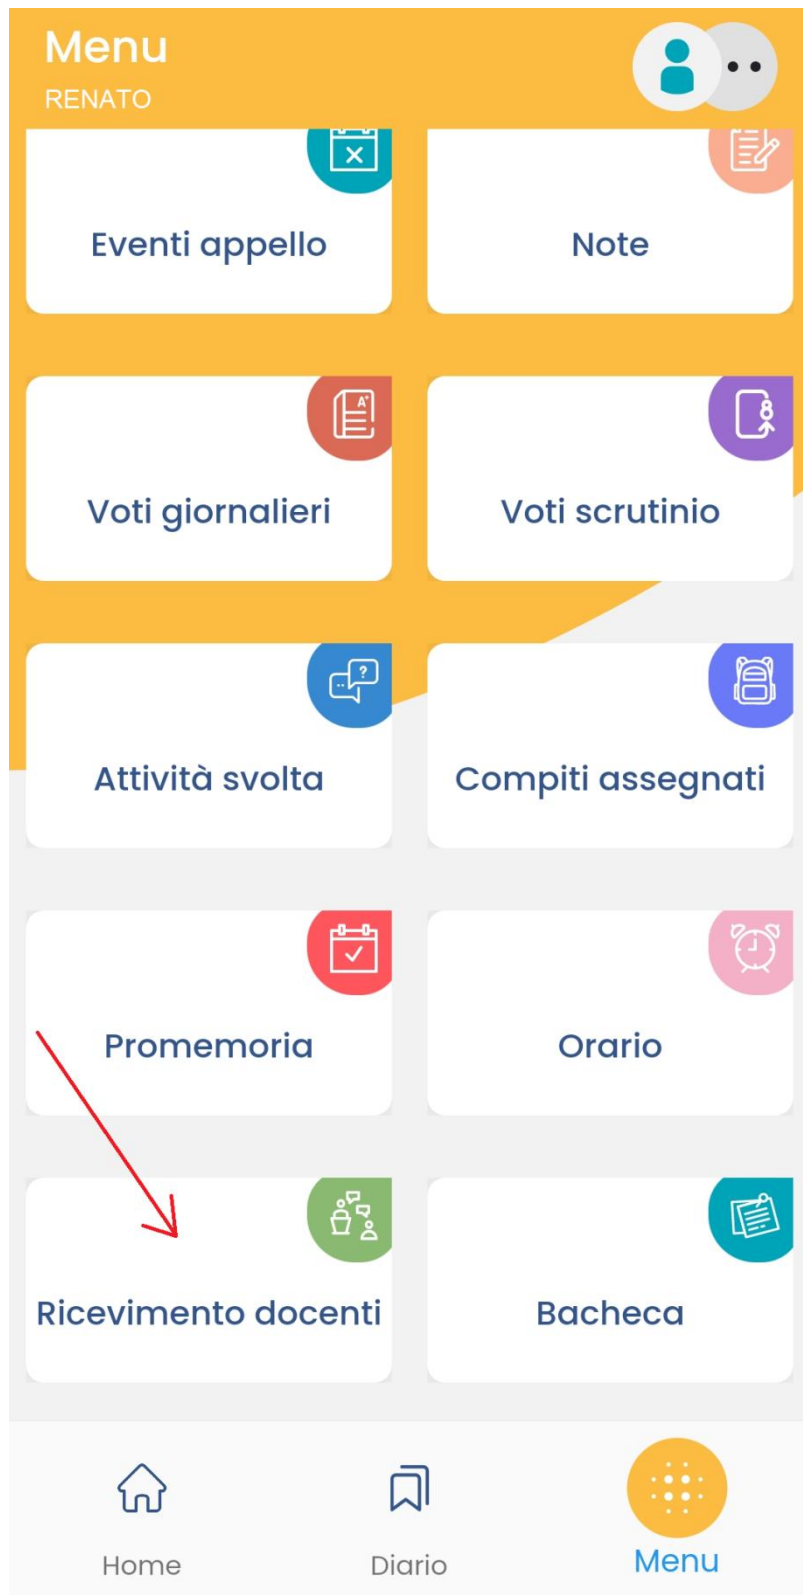 Menu
RENATO
Eventi appello
Note
Voti giornalieri
Voti scrutinio
Attività svolta
Compiti assegnati
Promemoria
Orario
Ricevimento docenti
Bacheca
Home
Diario
Menu